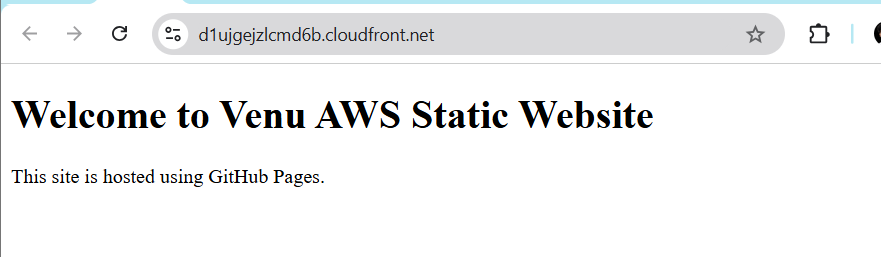 d1ujgejzlcmd6b.cloudfront.net
Welcome to Venu AWS Static Website
This site is hosted using GitHub Pages.